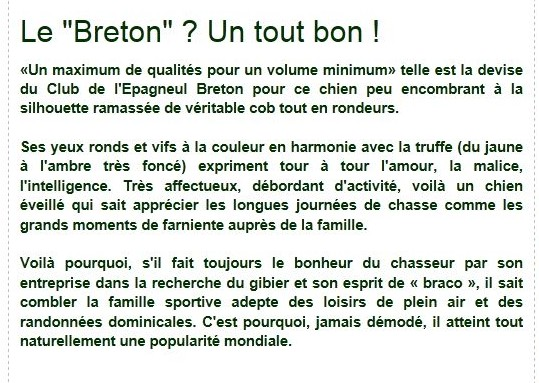 Le "Breton" ? Un tout bon !
«Un maximum de qualités pour un volume minimum» telle est la devise
du Club de l'Epagneul Breton pour ce chien peu encombrant à la
silhouette ramassée de véritable cob tout en rondeurs.
Ses yeux ronds et vifs à la couleur en harmonie avec la truffe (du jaune
à l'ambre très foncé) expriment tour à tour l'amour, la malice,
l'intelligence. Très affectueux, débordant d'activité, voilà un chien
éveillé qui sait apprécier les longues journées de chasse comme les
grands moments de farniente auprès de la famille.
Voilà pourquoi, s'il fait toujours le bonheur du chasseur par son
entreprise dans la recherche du gibier et son esprit de « braco », il sait
combler la famille sportive adepte des loisirs de plein air et des
randonnées dominicales. C'est pourquoi, jamais démodé, il atteint tout
naturellement une popularité mondiale.